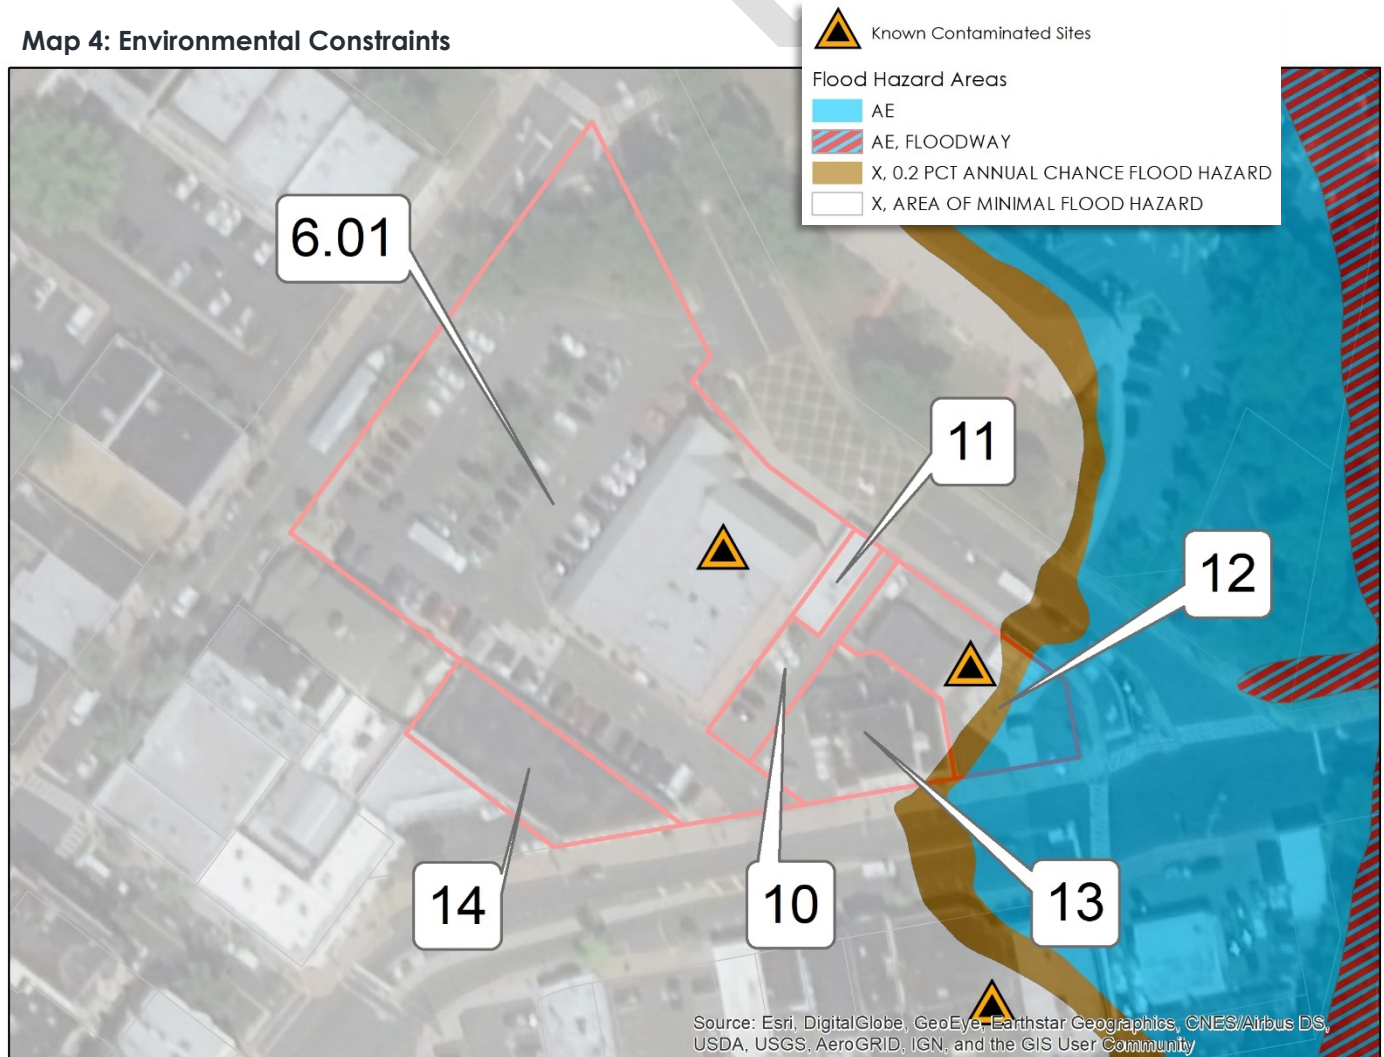 Map 4: Environmental Constraints
Known Contaminated Sites
Flood Hazard Areas
AE
AE, FLOODWAY
X, 0.2 PCT ANNUAL CHANCE FLOOD HAZARD
X, AREA OF MINIMAL FLOOD HAZARD
6.01
11
12
14
10
13
Source: Esri, DigitalGlobe, GeoEye, Earthstar Geographics, CNES/Airbus DS,
USDA, USGS, AeroGRID, IGN, and the GIS User Community